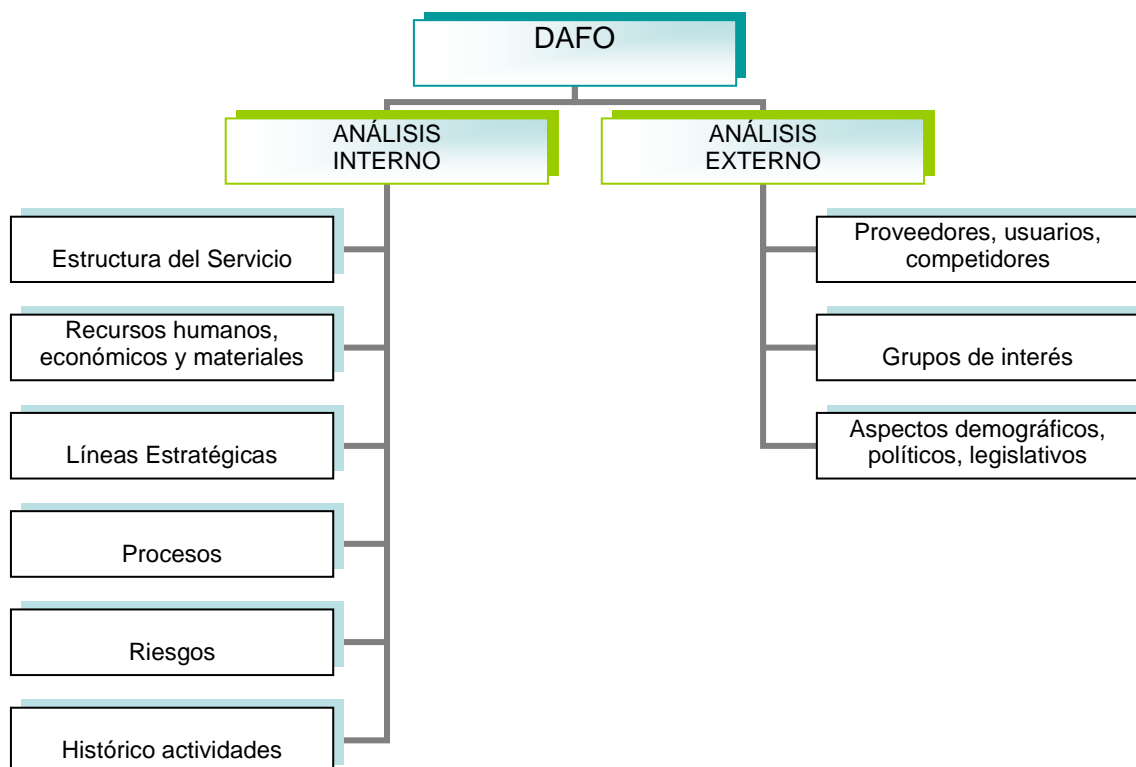 DAFO
ANÁLISIS
INTERNO
ANÁLISIS
EXTERNO
Estructura del Servicio
Recursos humanos,
económicos y materiales
Líneas Estratégicas
Procesos
Riesgos
Histórico actividades
Proveedores, usuarios,
competidores
Grupos de interés
Aspectos demográficos,
políticos, legislativos